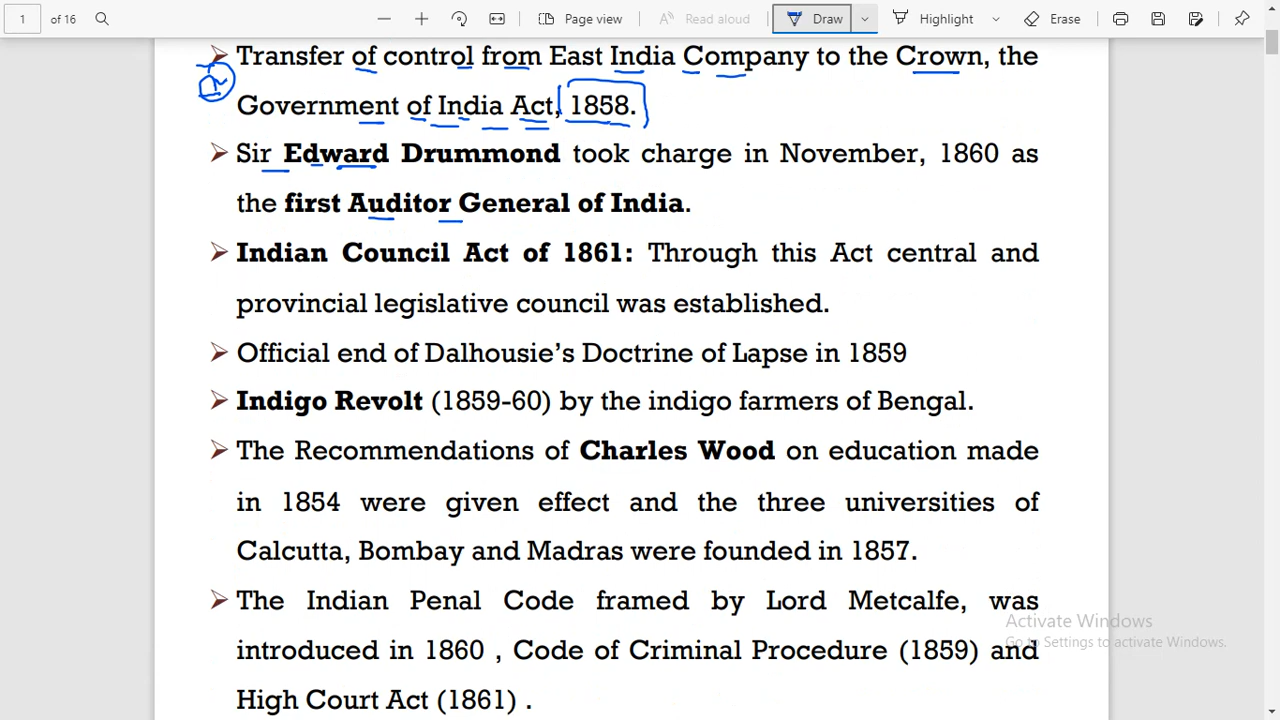 1 of 16 Page view Read aloud Draw Highlight Erase
Transfer of control from East India Company to the Crown, the
Government of India Act, 1858.
Sir Edward Drummond took charge in November, 1860 as
the first Auditor General of India.
Indian Council Act of 1861: Through this Act central and
provincial legislative council was established.
Official end of Dalhousie's Doctrine of Lapse in 1859
Indigo Revolt (1859-60) by the indigo farmers of Bengal.
The Recommendations of Charles Wood on education made
in 1854 were given effect and the three universities of
Calcutta, Bombay and Madras were founded in 1857.
The Indian Penal Code framed by Lord Metcalfe, was
introduced in 1860 , Code of Criminal Procedure (1859) and
High Court Act (1861) .
Activate Windows
Go to Settings to activate Windows.